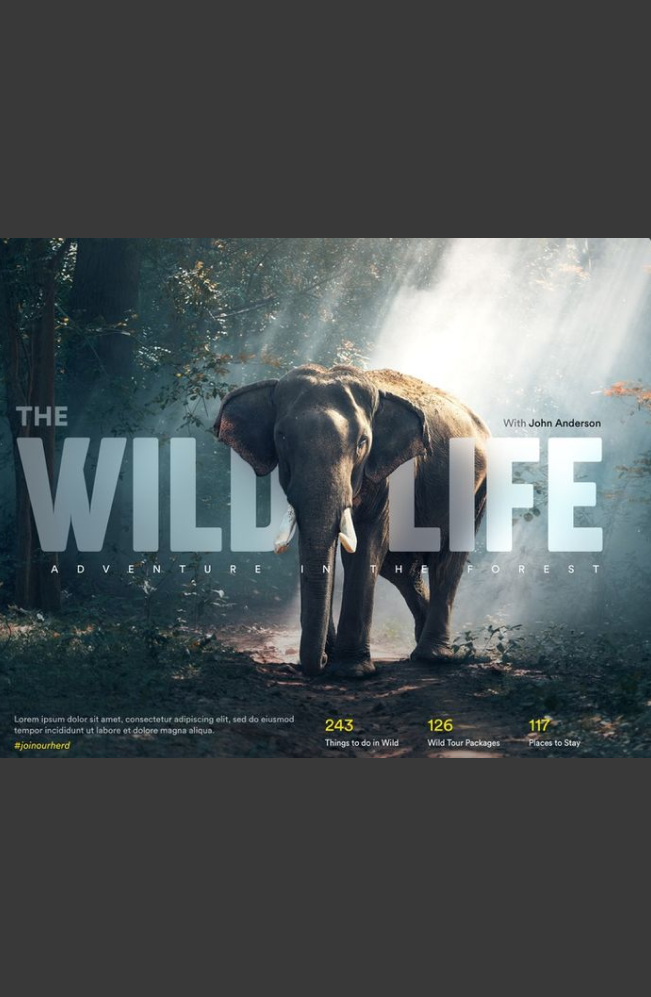 THE
With John Anderson
WILD LIFE
ADVENTURE IN THE FOREST
Lorem ipsum dolor sit amet, consectetur adipiscing elit, sed do eiusmod
tempor incididunt ut labore et dolore magna aliqua.
#joinourherd
243
Things to do in Wild
126
Wild Tour Packages
117
Places to Stay